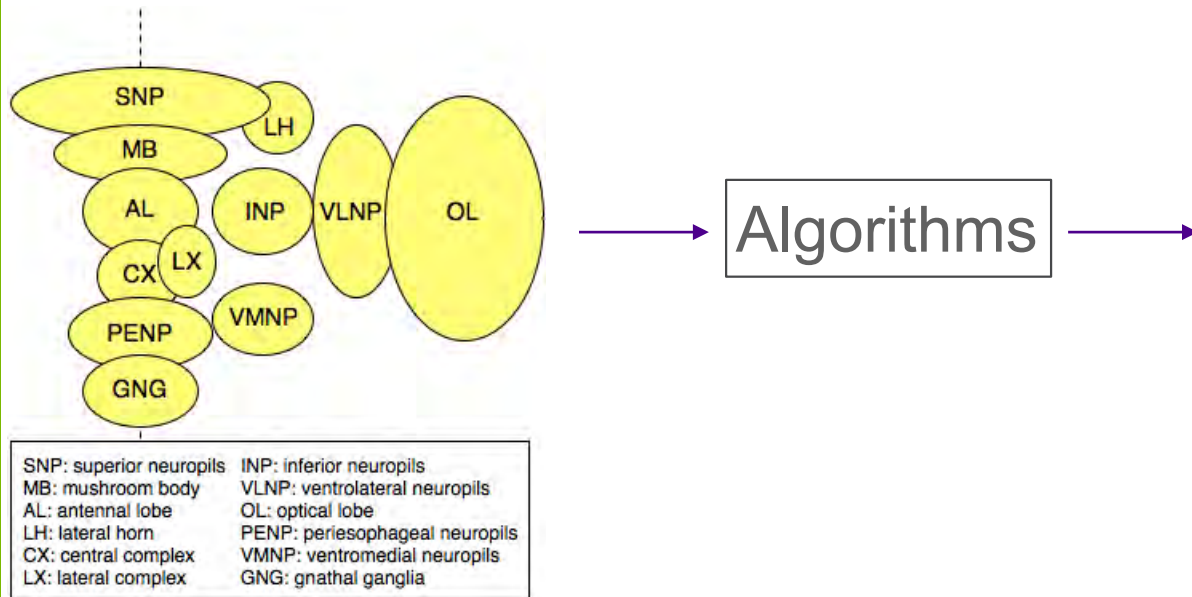 SNP
LH
MB
AL
INP
VLNP
OL
LX
CX
VMNP
PENP
GNG
Algorithms
SNP: superior neuropils INP: inferior neuropils
MB: mushroom body VLNP: ventrolateral neuropils
AL: antennal lobe OL: optical lobe
LH: lateral horn PENP: periesophageal neuropils
CX: central complex VMNP: ventromedial neuropils
LX: lateral complex GNG: gnathal ganglia